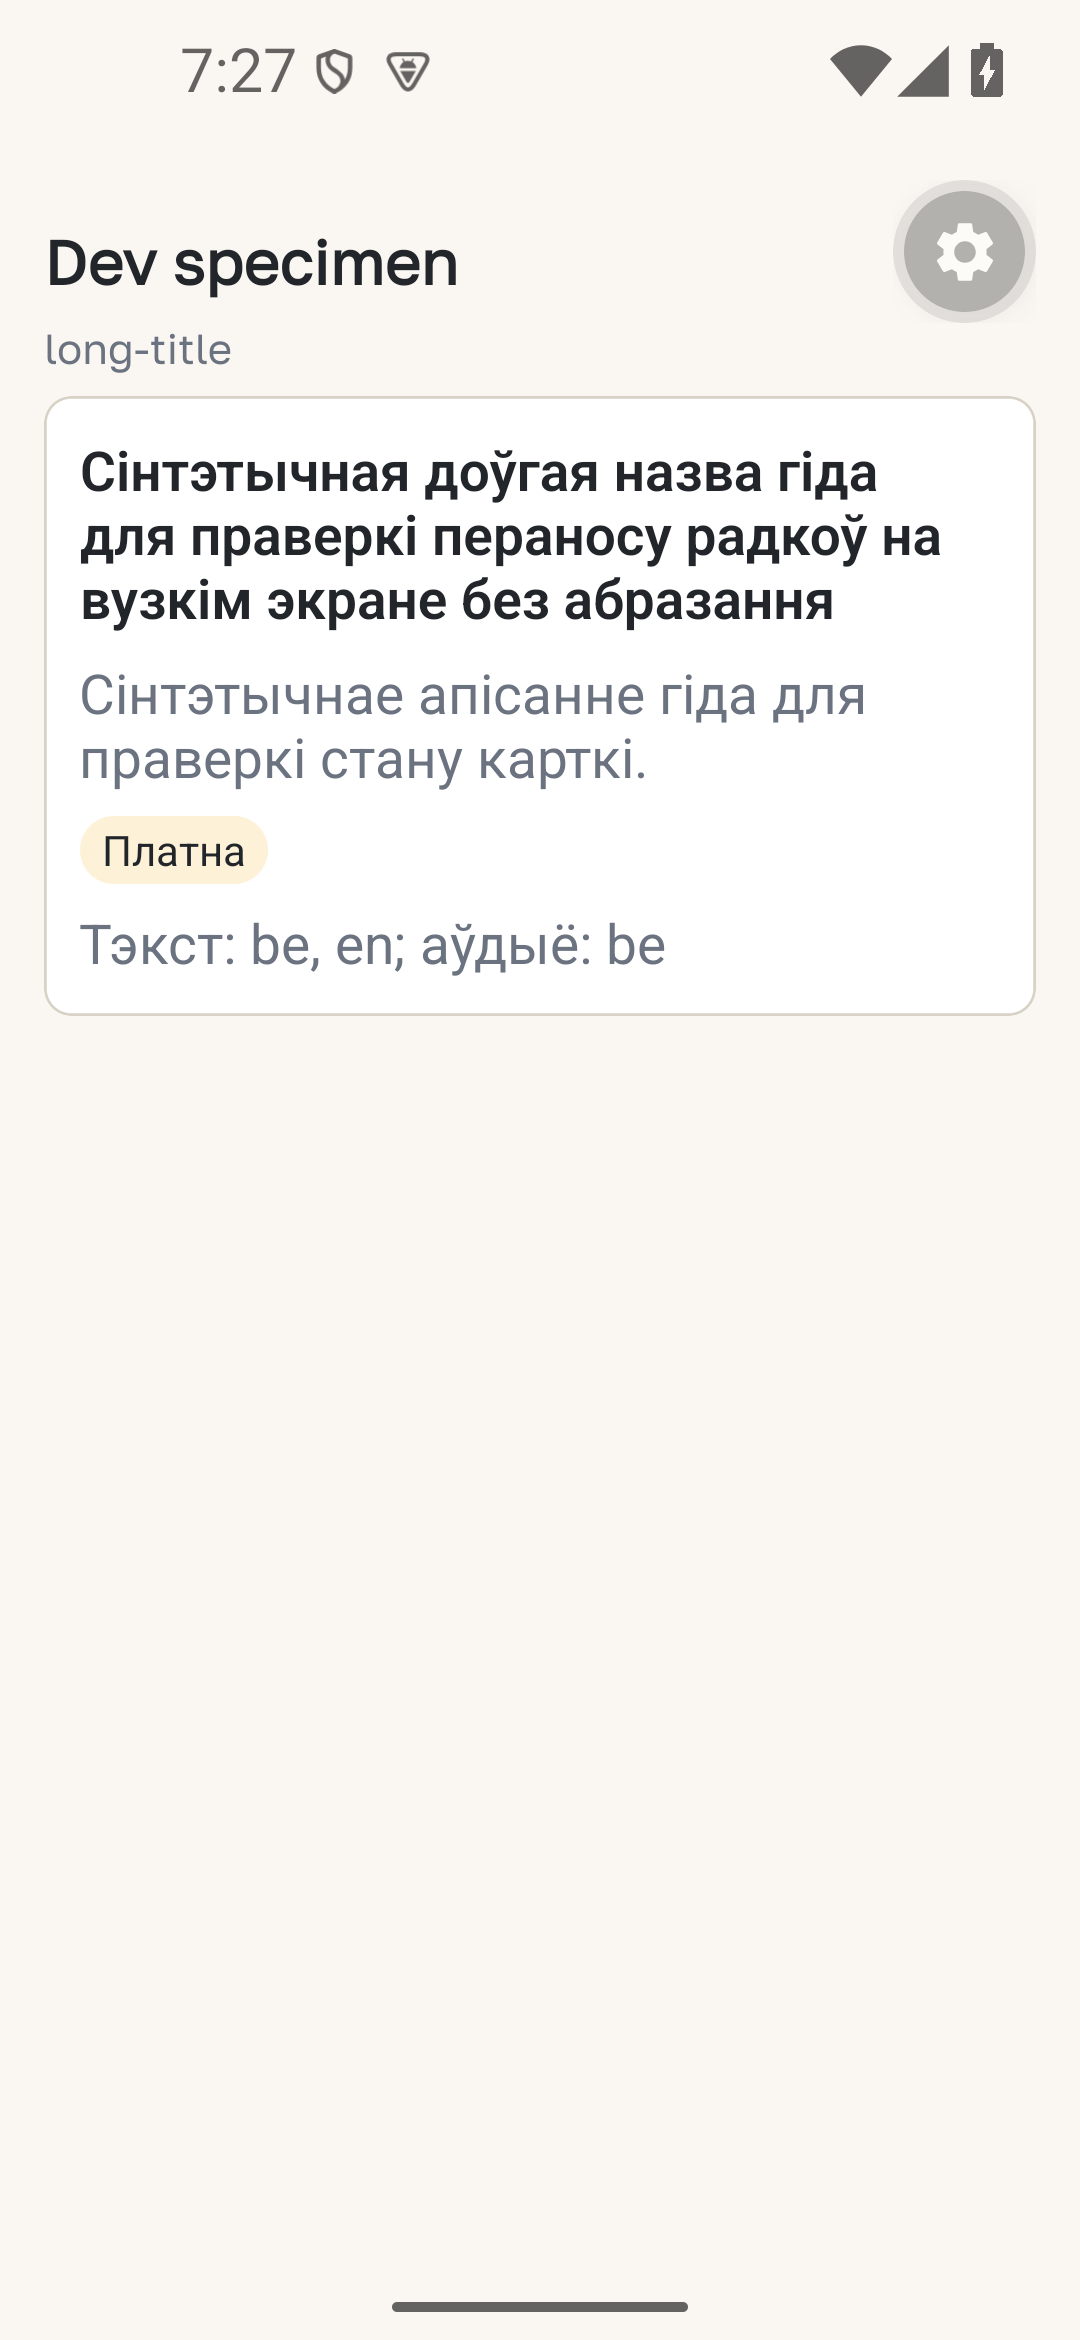 7:27
Dev specimen
long-title
Сінтэтычная доўгая назва гіда
для праверкі пераносу радкоў на
вузкім экране без абразання
Сінтэтычнае апісанне гіда для
праверкі стану карткі.
Платна
Тэкст: be, en; аўдыё: be